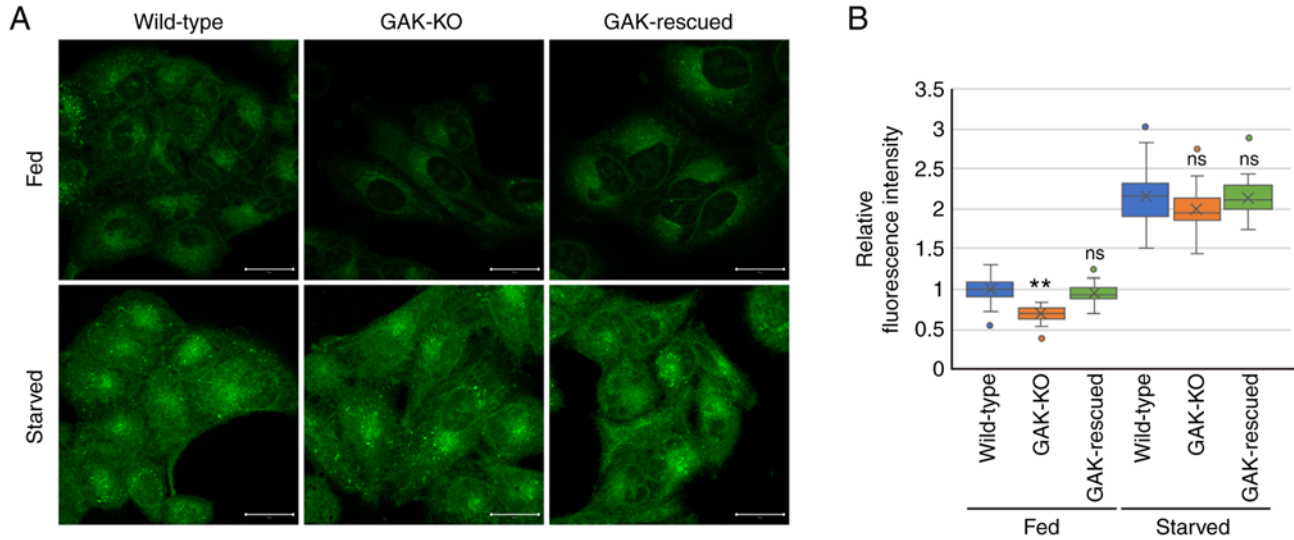 A
Wild-type
GAK-KO
GAK-rescued
Fed
Starved
B
Relative
fluorescence intensity
3.5
3
2.5
2
1.5
1
0.5
0
**
ns
ns
ns
Wild-type
GAK-KO
GAK-rescued
Wild-type
GAK-KO
GAK-rescued
Fed
Starved